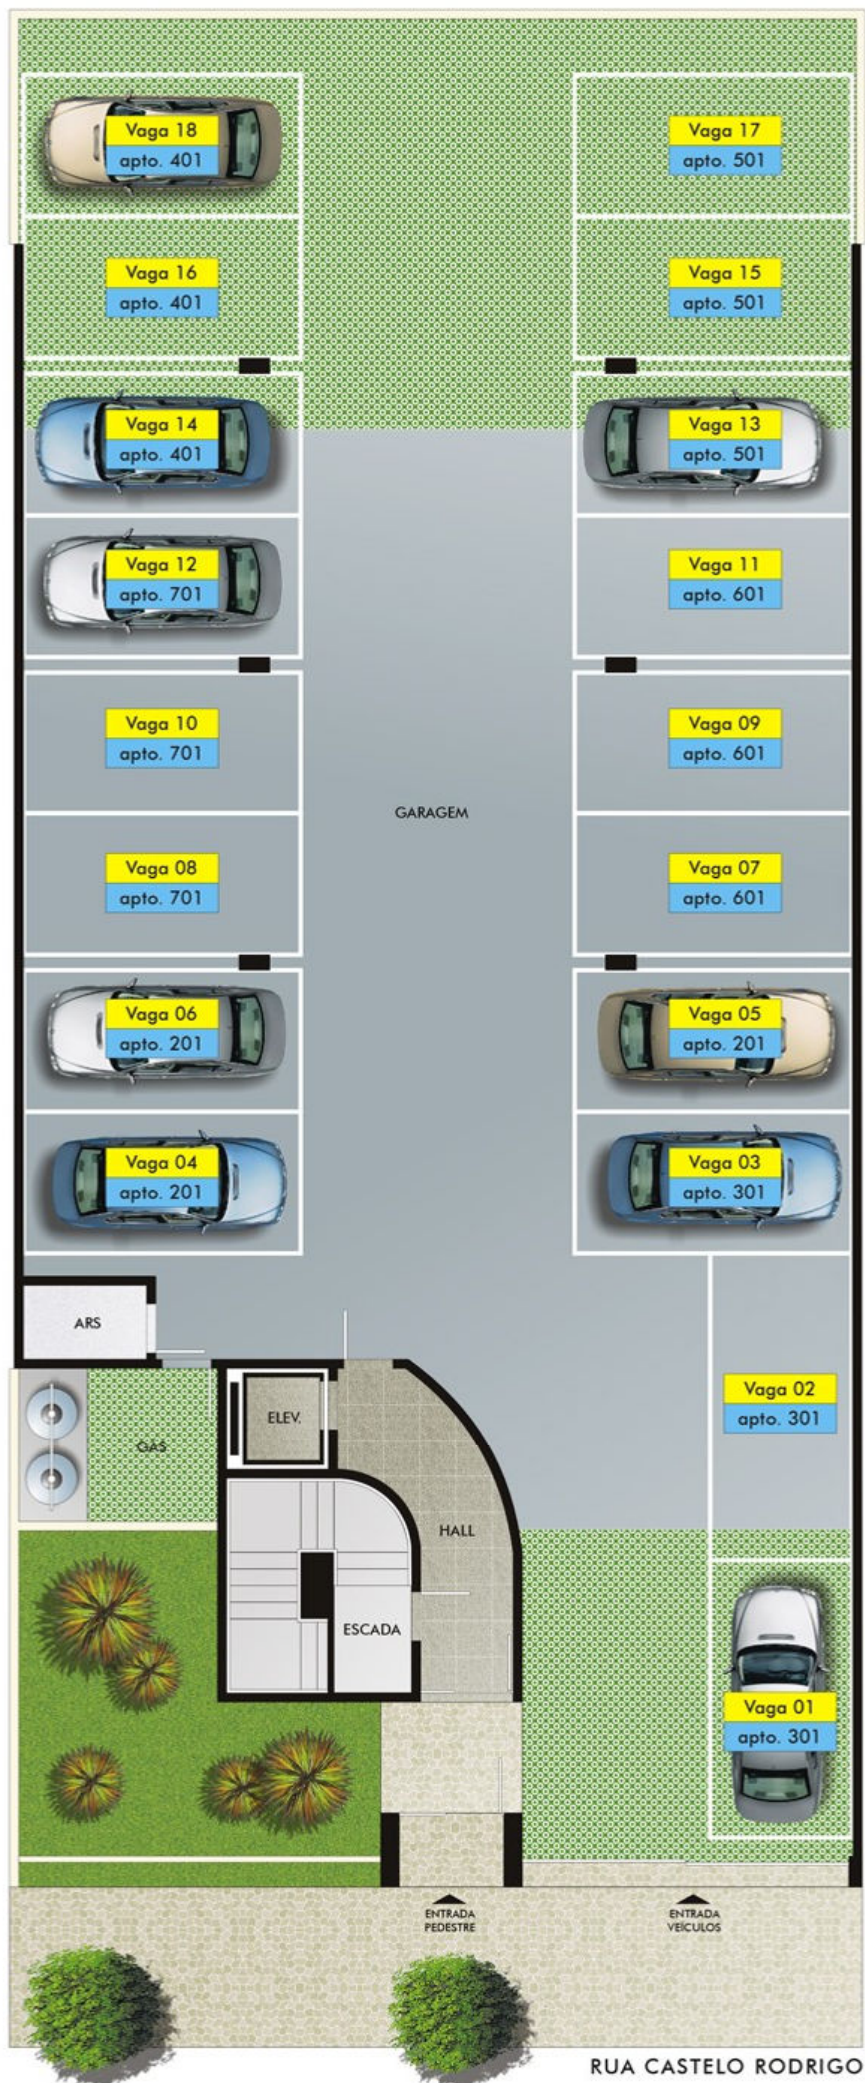 Vaga 18
apto. 401
Vaga 17
apto. 501
Vaga 16
apto. 401
Vaga 15
apto. 501
Vaga 14
apto. 401
Vaga 13
apto. 501
Vaga 12
apto. 701
Vaga 11
apto. 601
Vaga 10
apto. 701
Vaga 09
apto. 601
GARAGEM
Vaga 08
apto. 701
Vaga 07
apto. 601
Vaga 06
apto. 201
Vaga 05
apto. 201
Vaga 04
apto. 201
Vaga 03
apto. 301
ARS
Vaga 02
apto. 301
ELEV.
GAS
HALL
ESCADA
Vaga 01
apto. 301
ENTRADA
PEDESTRE
ENTRADA
VEÍCULOS
RUA CASTELO RODRIGO